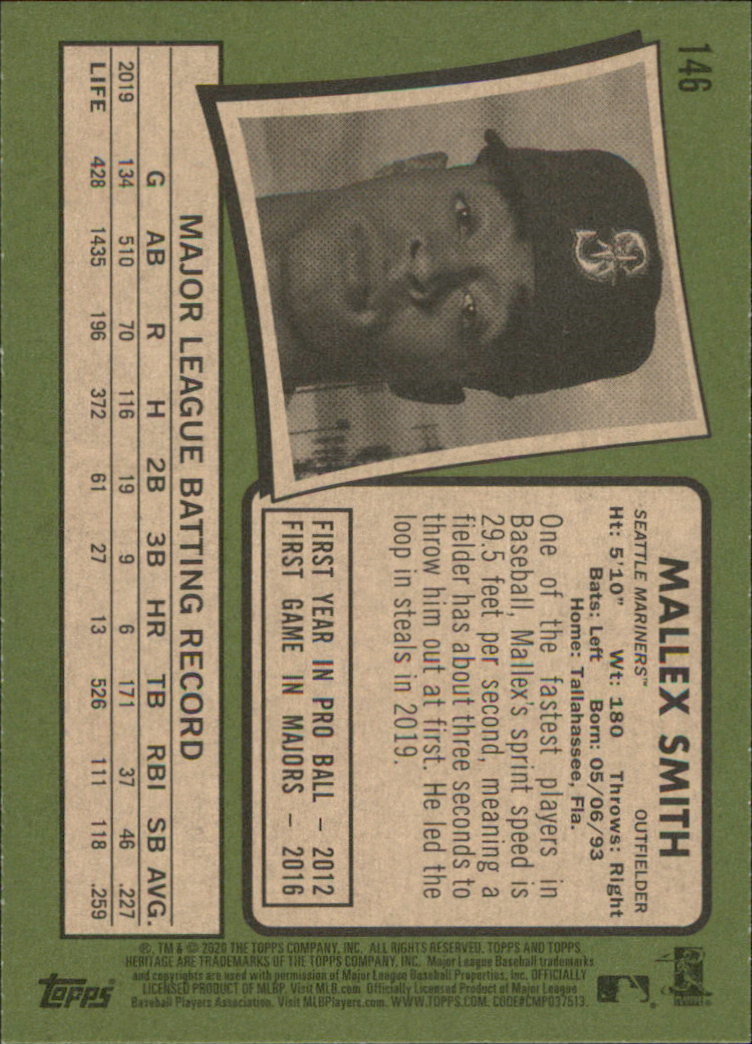 146
MALLEX SMITH
SEATTLE MARINERS™ OUTFIELDER
Ht: 5'10" Wt: 180 Throws: Right
Bats: Left Born: 05/06/93
Home: Tallahassee, Fla.
One of the fastest players in
Baseball, Mallex's sprint speed is
29.5 feet per second, meaning a
fielder has about three seconds to
throw him out at first. He led the
loop in steals in 2019.
FIRST YEAR IN PRO BALL – 2012
FIRST GAME IN MAJORS – 2016
MAJOR LEAGUE BATTING RECORD
G AB R H 2B 3B HR TB RBI SB AVG.
2019 134 510 70 116 19 9 6 171 37 46 .227
LIFE 428 1435 196 372 61 27 13 526 111 118 .259
®, TM & © 2020 THE TOPPS COMPANY, INC. ALL RIGHTS RESERVED. TOPPS AND TOPPS
HERITAGE ARE TRADEMARKS OF THE TOPPS COMPANY, INC. Major League Baseball trademarks
and copyrights are used with permission of Major League Baseball Properties, Inc. OFFICIALLY
LICENSED PRODUCT OF MLBP. Visit MLB.com Officially Licensed Product of Major League
Baseball Players Association. Visit MLBPlayers.com. WWW.TOPPS.COM. CODE#CMP037513.
topps